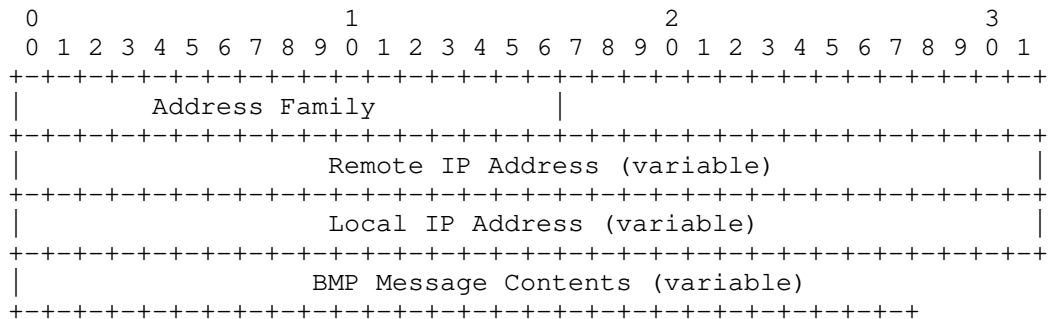 0                   1                   2                   3
 0 1 2 3 4 5 6 7 8 9 0 1 2 3 4 5 6 7 8 9 0 1 2 3 4 5 6 7 8 9 0 1
+-+-+-+-+-+-+-+-+-+-+-+-+-+-+-+-+-+-+-+-+-+-+-+-+-+-+-+-+-+-+-+-+
|        Address Family           |
+-+-+-+-+-+-+-+-+-+-+-+-+-+-+-+-+-+-+-+-+-+-+-+-+-+-+-+-+-+-+-+-+
|                   Remote IP Address (variable)                |
+-+-+-+-+-+-+-+-+-+-+-+-+-+-+-+-+-+-+-+-+-+-+-+-+-+-+-+-+-+-+-+-+
|                   Local IP Address (variable)                 |
+-+-+-+-+-+-+-+-+-+-+-+-+-+-+-+-+-+-+-+-+-+-+-+-+-+-+-+-+-+-+-+-+
|                  BMP Message Contents (variable)
+-+-+-+-+-+-+-+-+-+-+-+-+-+-+-+-+-+-+-+-+-+-+-+-+-+-+-+-+